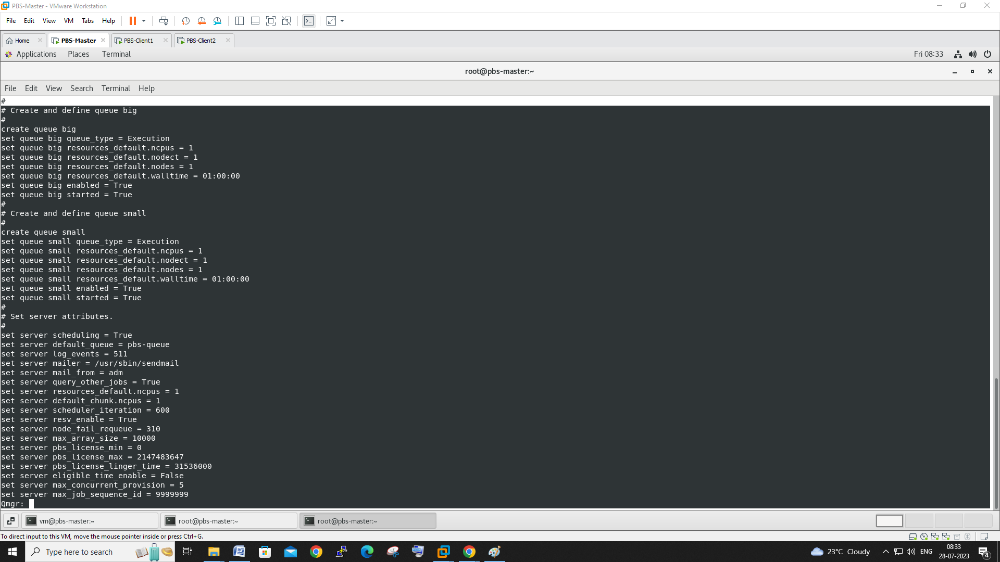 PBS-Master - VMware Workstation
File Edit View VM Tabs Help
Home PBS-Master PBS-Client1 PBS-Client2
Applications Places Terminal Fri 08:33
root@pbs-master:~
File Edit View Search Terminal Help
#
# Create and define queue big
#
create queue big
set queue big queue_type = Execution
set queue big resources_default.ncpus = 1
set queue big resources_default.nodect = 1
set queue big resources_default.nodes = 1
set queue big resources_default.walltime = 01:00:00
set queue big enabled = True
set queue big started = True
#
# Create and define queue small
#
create queue small
set queue small queue_type = Execution
set queue small resources_default.ncpus = 1
set queue small resources_default.nodect = 1
set queue small resources_default.nodes = 1
set queue small resources_default.walltime = 01:00:00
set queue small enabled = True
set queue small started = True
#
# Set server attributes.
#
set server scheduling = True
set server default_queue = pbs-queue
set server log_events = 511
set server mailer = /usr/sbin/sendmail
set server mail_from = adm
set server query_other_jobs = True
set server resources_default.ncpus = 1
set server default_chunk.ncpus = 1
set server scheduler_iteration = 600
set server resv_enable = True
set server node_fail_requeue = 310
set server max_array_size = 10000
set server pbs_license_min = 0
set server pbs_license_max = 2147483647
set server pbs_license_linger_time = 31536000
set server eligible_time_enable = False
set server max_concurrent_provision = 5
set server max_job_sequence_id = 9999999
Qmgr:
vm@pbs-master:~ root@pbs-master:~ root@pbs-master:~
To direct input to this VM, move the mouse pointer inside or press Ctrl+G.
Type here to search 23°C Cloudy ENG 08:33
28-07-2023 4